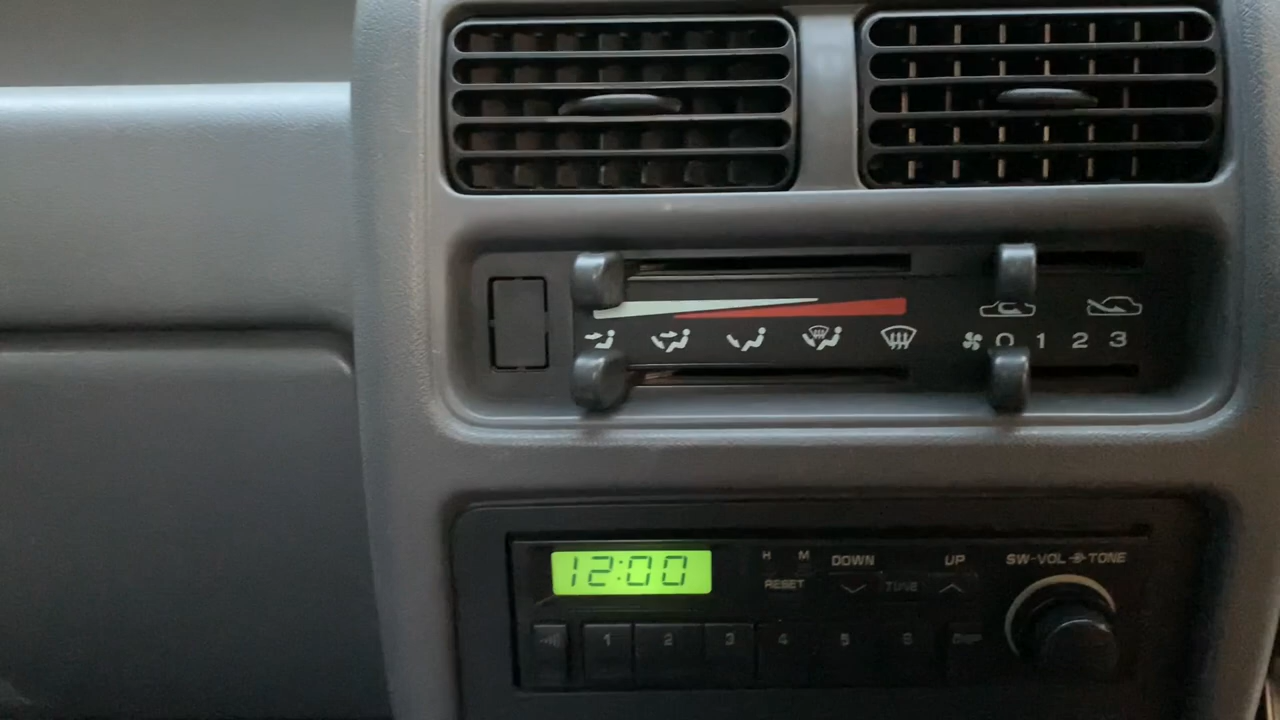 0 1 2 3
12:00
H M
DOWN UP SW-VOL TONE
RESET TUNE
1 2 3 4 5 6